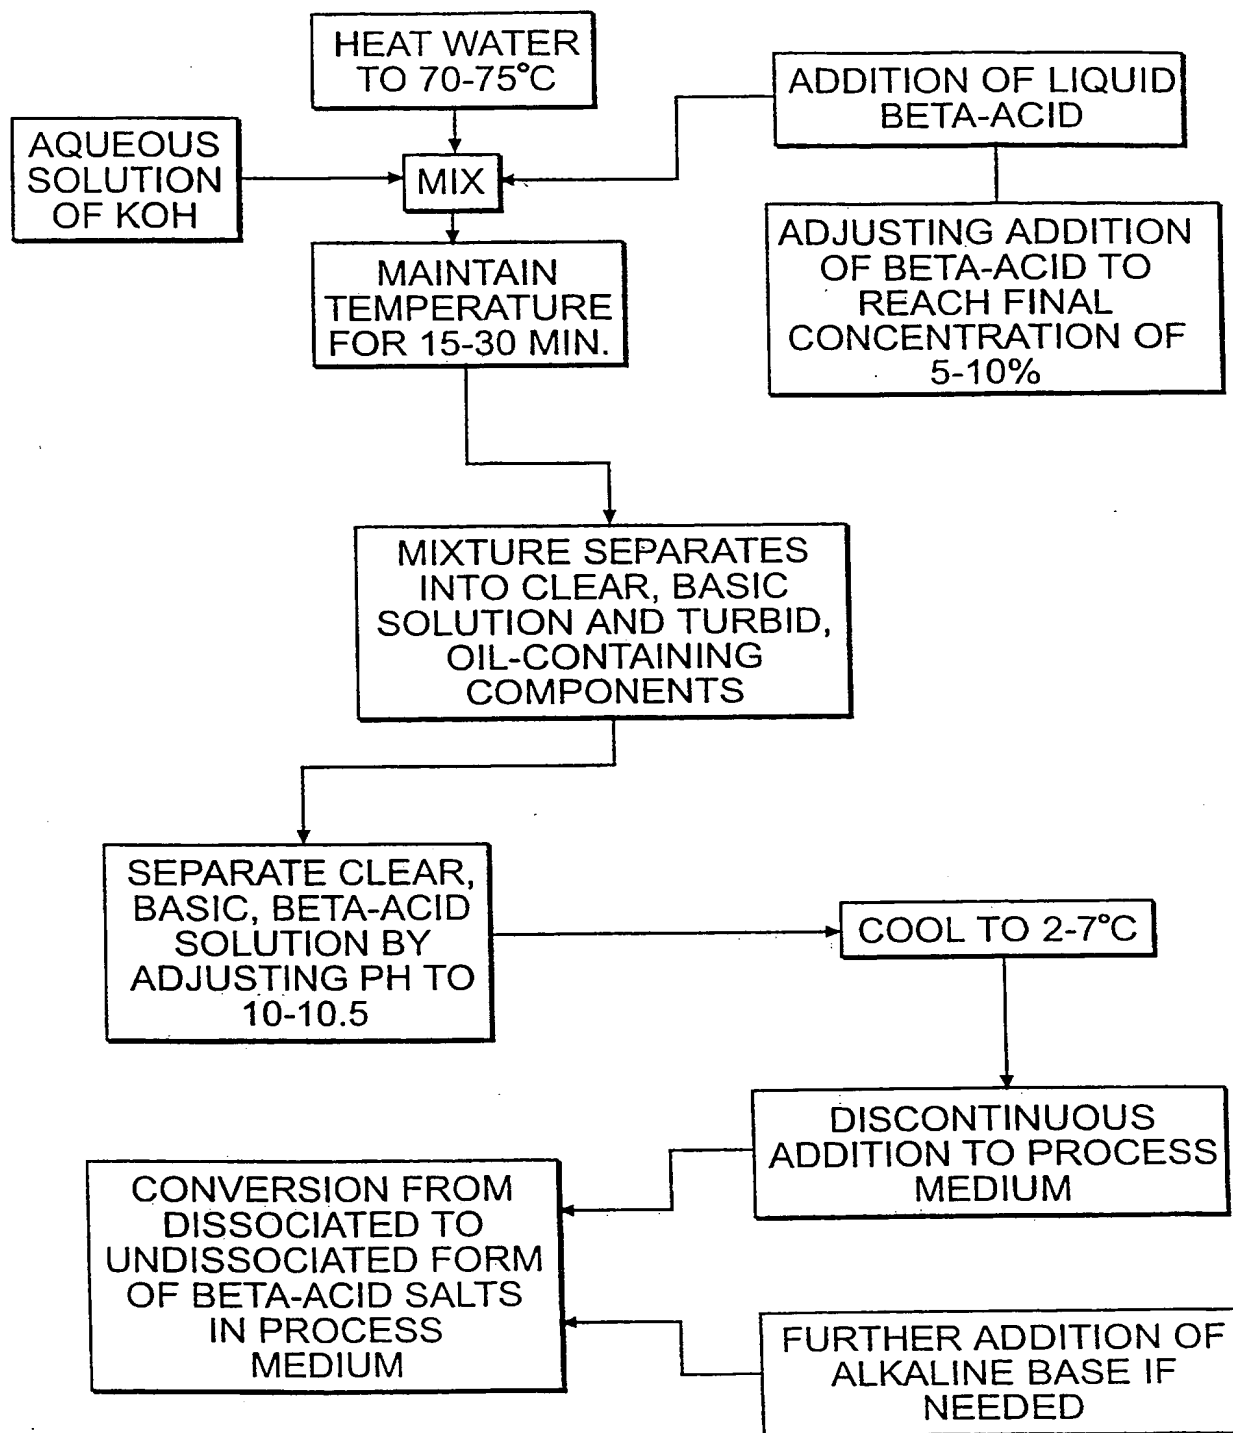 HEAT WATER
TO 70-75°C
ADDITION OF LIQUID
BETA-ACID
AQUEOUS
SOLUTION
OF KOH
MIX
ADJUSTING ADDITION
OF BETA-ACID TO
REACH FINAL
CONCENTRATION OF
5-10%
MAINTAIN
TEMPERATURE
FOR 15-30 MIN.
MIXTURE SEPARATES
INTO CLEAR, BASIC
SOLUTION AND TURBID,
OIL-CONTAINING
COMPONENTS
SEPARATE CLEAR,
BASIC, BETA-ACID
SOLUTION BY
ADJUSTING PH TO
10-10.5
COOL TO 2-7°C
DISCONTINUOUS
ADDITION TO PROCESS
MEDIUM
CONVERSION FROM
DISSOCIATED TO
UNDISSOCIATED FORM
OF BETA-ACID SALTS
IN PROCESS
MEDIUM
FURTHER ADDITION OF
ALKALINE BASE IF
NEEDED